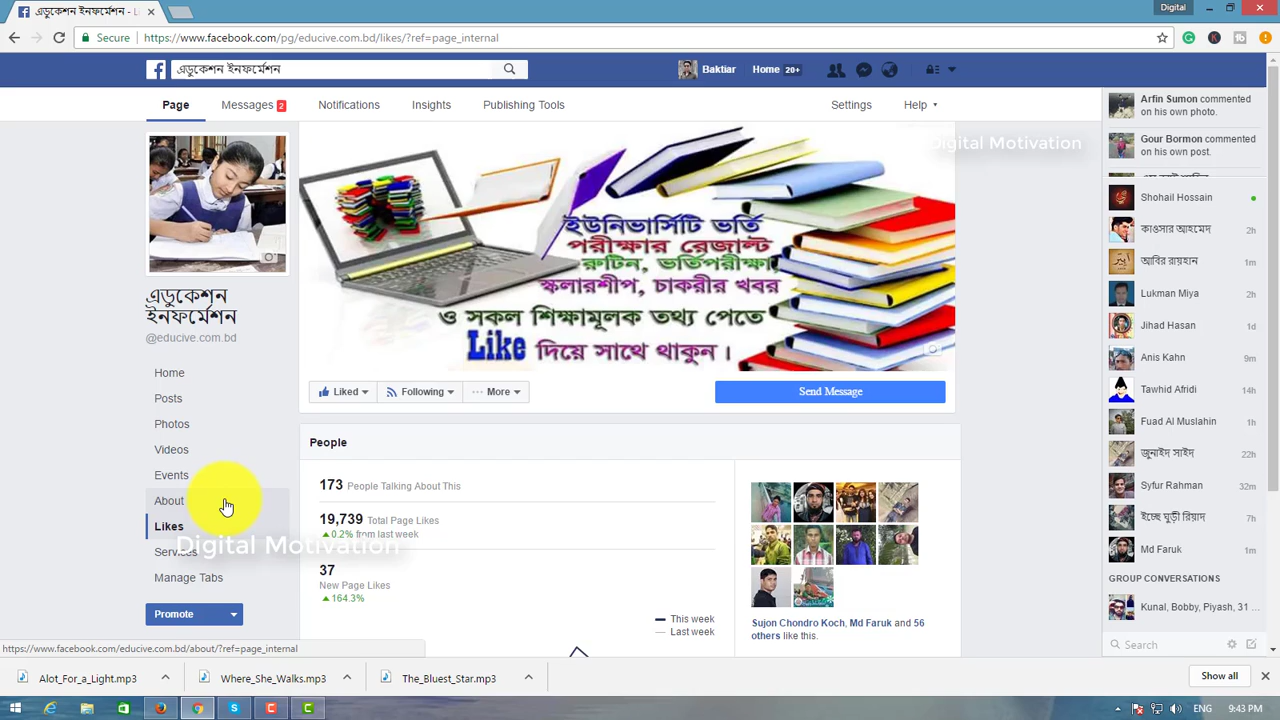 এডুকেশন ইনফর্মেশন - L
Digital
Secure
https://www.facebook.com/pg/educive.com.bd/likes/?ref=page_internal
এডুকেশন ইনফর্মেশন
Baktiar
Home 20+
Page
Messages 2
Notifications
Insights
Publishing Tools
Settings
Help
Digital Motivation
ইউনিভার্সিটি ভর্তি
পরীক্ষার রেজাল্ট
রুটিন, ভর্তিপরীক্ষা,
স্কলারশীপ, চাকরীর খবর
ও সকল শিক্ষামূলক তথ্য পেতে
Like দিয়ে সাথে থাকুন।
এডুকেশন
ইনফর্মেশন
@educive.com.bd
Home
Posts
Photos
Videos
Events
About
Likes
Services
Manage Tabs
Promote
Digital Motivation
Liked
Following
More
Send Message
People
173 People Talking About This
19,739 Total Page Likes
0.2% from last week
37
New Page Likes
164.3%
This week
Last week
Sujon Chondro Koch, Md Faruk and 56
others like this.
Arfin Sumon commented
on his own photo.
Gour Bormon commented
on his own post.
Shohail Hossain
কাওসার আহমেদ 2h
আবির রায়হান 1m
Lukman Miya 2h
Jihad Hasan 1d
Anis Kahn 9m
Tawhid Afridi 14h
Fuad Al Muslahin
জুনাইদ সাইদ 22h
Syfur Rahman 32m
ইচ্ছে ঘুড়ী রিয়াদ 7h
Md Faruk 1m
GROUP CONVERSATIONS
Kunal, Bobby, Piyash, 31 ...
Search
https://www.facebook.com/educive.com.bd/about/?ref=page_internal
Alot_For_a_Light.mp3
Where_She_Walks.mp3
The_Bluest_Star.mp3
Show all
ENG
9:43 PM